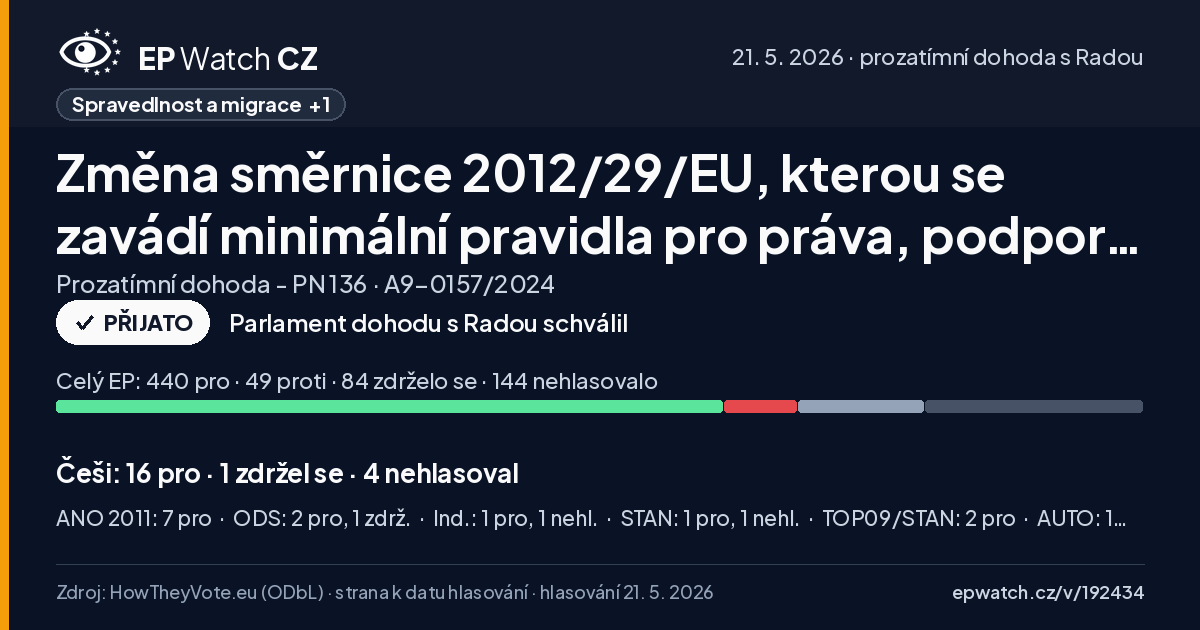 EP Watch CZ
21. 5. 2026 · prozatímní dohoda s Radou
Spravedlnost a migrace +1
Změna směrnice 2012/29/EU, kterou se
zavádí minimální pravidla pro práva, podpor…
Prozatímní dohoda - PN 136 · A9-0157/2024
✓ PŘIJATO Parlament dohodu s Radou schválil
Celý EP: 440 pro · 49 proti · 84 zdrželo se · 144 nehlasovalo
Češi: 16 pro · 1 zdržel se · 4 nehlasoval
ANO 2011: 7 pro · ODS: 2 pro, 1 zdrž. · Ind.: 1 pro, 1 nehl. · STAN: 1 pro, 1 nehl. · TOP09/STAN: 2 pro · AUTO: 1…
Zdroj: HowTheyVote.eu (ODbL) · strana k datu hlasování · hlasování 21. 5. 2026
epwatch.cz/v/192434